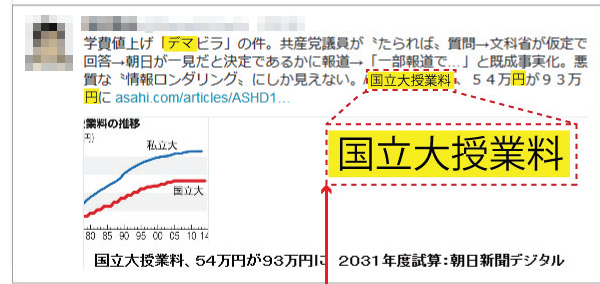 学費値上げ「デマビラ」の件。共産党議員が〝たられば〟質問→文科省が仮定で
回答→朝日が一見だと決定であるかに報道→「一部報道で...」と既成事実化。悪
質な〝情報ロンダリング〟にしか見えない。/国立大授業料、５４万円が９３万
円に asahi.com/articles/ASHD1...
国立大授業料
業料の推移
円)
私立大
国立大
80 85 90 95 00 05 10 14
国立大授業料、54万円が93万円に 2031年度試算：朝日新聞デジタル